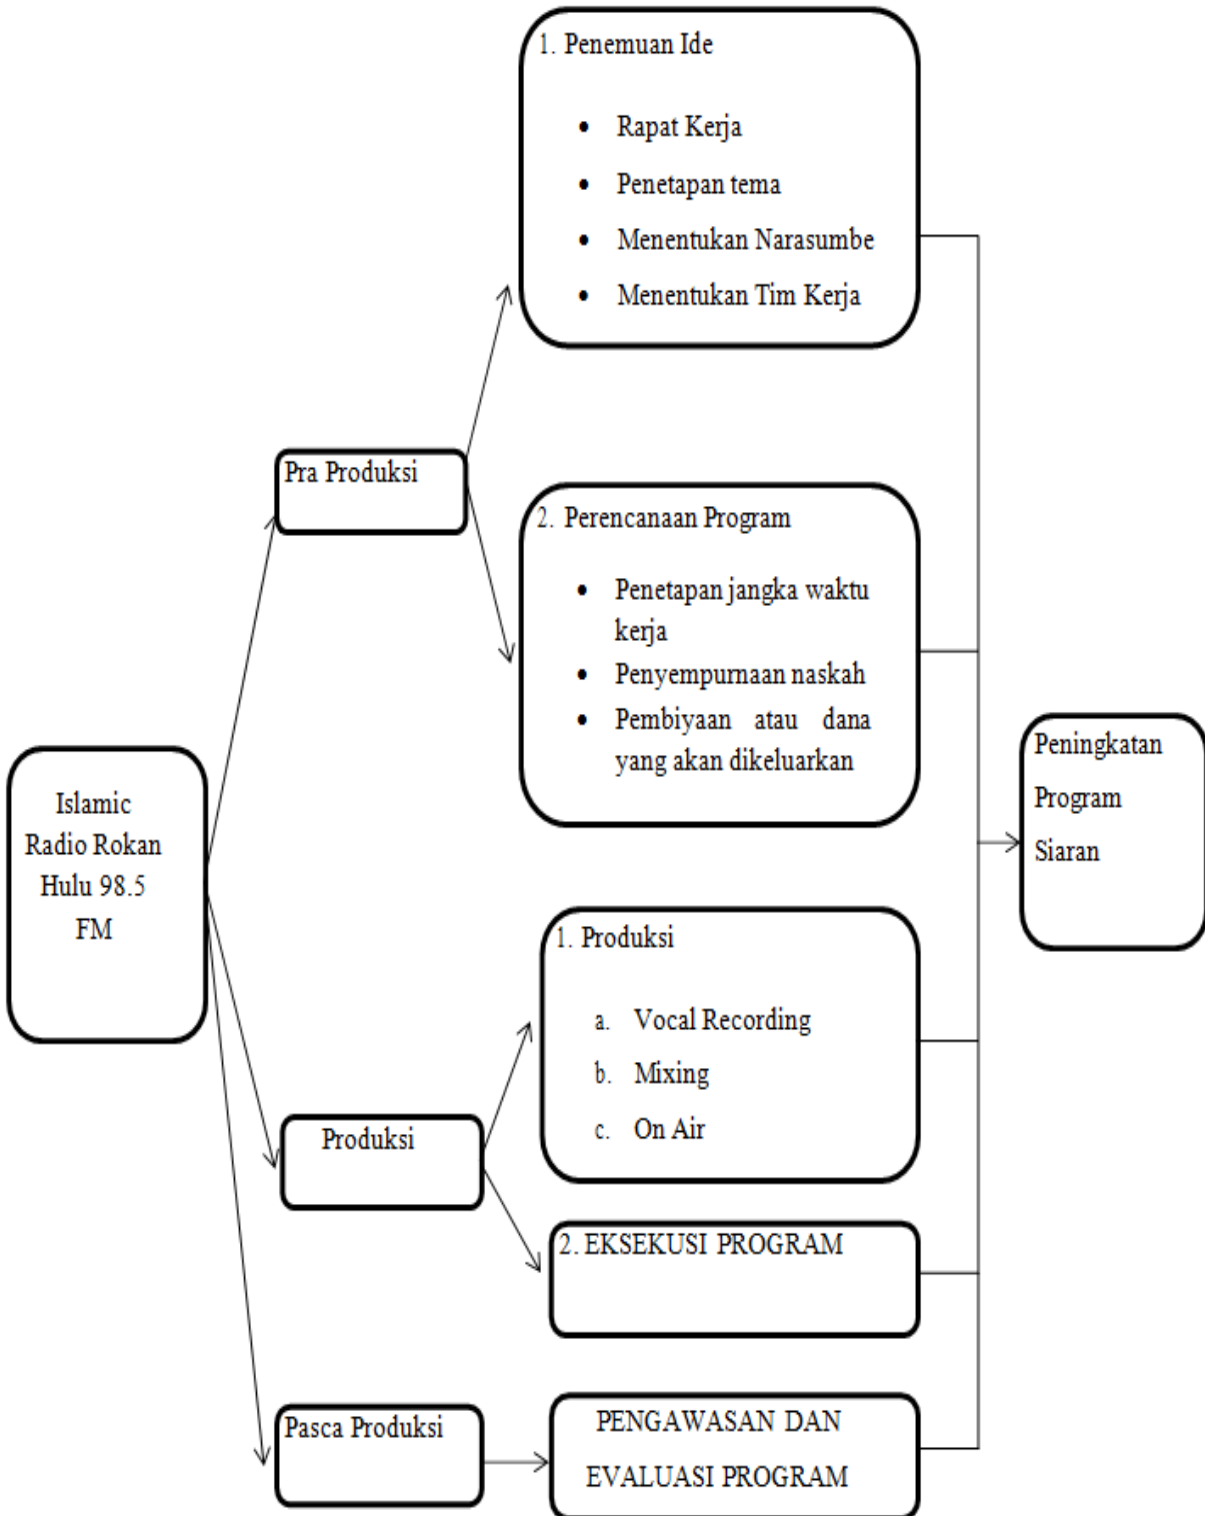 1. Penemuan Ide
• Rapat Kerja
• Penetapan tema
• Menentukan Narasumbe
• Menentukan Tim Kerja
Pra Produksi
2. Perencanaan Program
• Penetapan jangka waktu
kerja
• Penyempurnaan naskah
• Pembiyaan atau dana
yang akan dikeluarkan
Islamic
Radio Rokan
Hulu 98.5
FM
Peningkatan
Program
Siaran
1. Produksi
a. Vocal Recording
b. Mixing
c. On Air
Produksi
2. EKSEKUSI PROGRAM
Pasca Produksi
PENGAWASAN DAN
EVALUASI PROGRAM